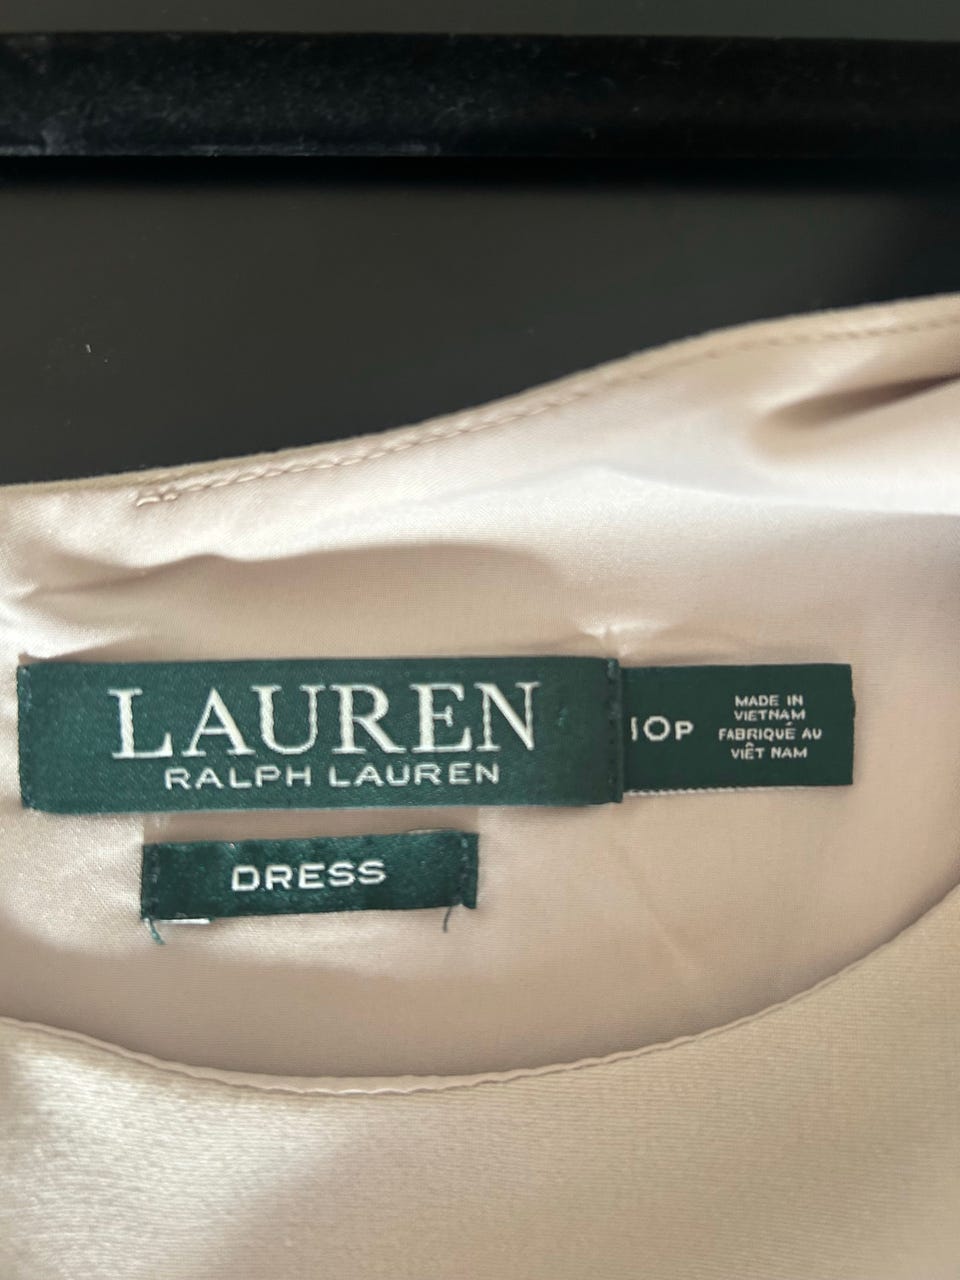 LAUREN
RALPH LAUREN
10P
MADE IN
VIETNAM
FABRIQUÉ AU
VIÊT NAM
DRESS